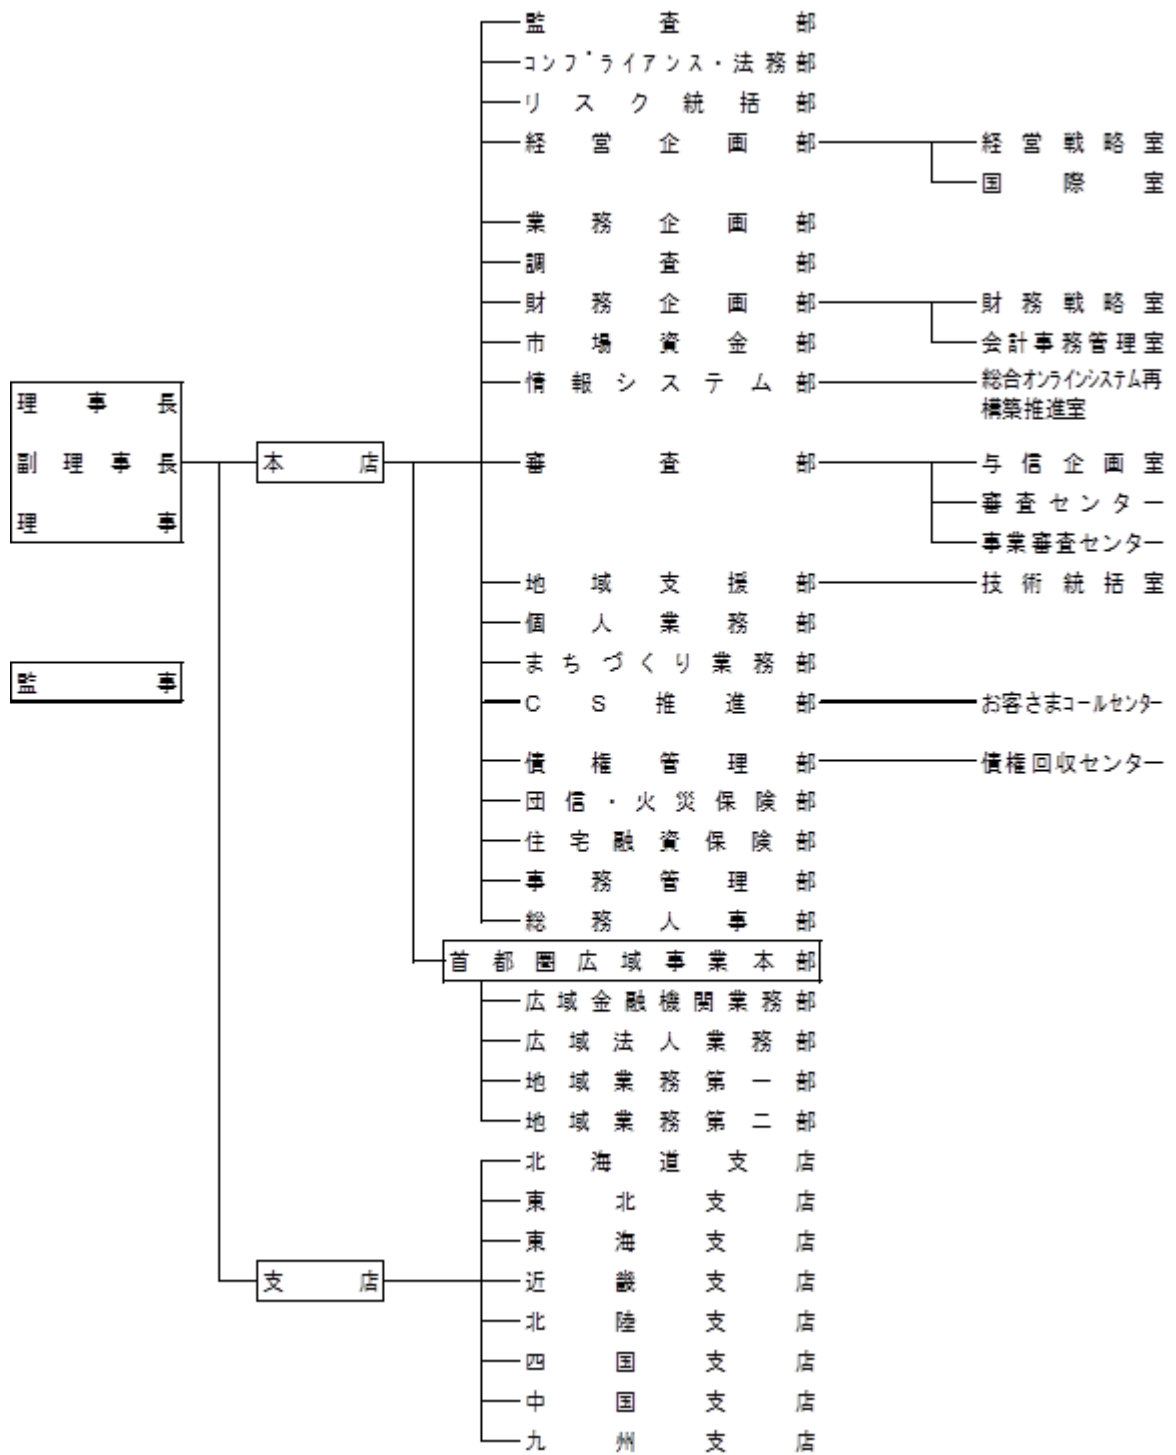 監査部
コンプライアンス・法務部
リスク統括部
経営企画部 経営戦略室
国際室
業務企画部
調査部
財務企画部 財務戦略室
市場資金部 会計事務管理室
情報システム部 総合オンラインシステム再
構築推進室
理事長
副理事長 本店 審査部 与信企画室
審査センター
理事
事業審査センター
地域支援部 技術統括室
個人業務部
まちづくり業務部
監事
CS推進部 お客さまコールセンター
債権管理部 債権回収センター
団信・火災保険部
住宅融資保険部
事務管理部
総務人事部
首都圏広域事業本部
広域金融機関業務部
広域法人業務部
地域業務第一部
地域業務第二部
北海道支店
東北支店
東海支店
支店 近畿支店
北陸支店
四国支店
中国支店
九州支店